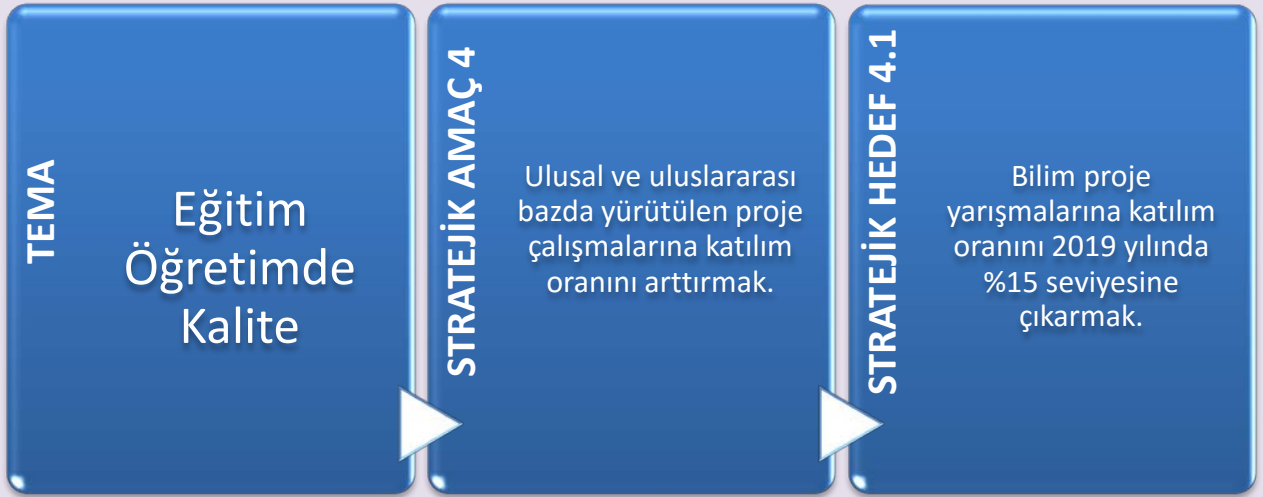 TEMA
Eğitim
Öğretimde
Kalite
STRATEJİK AMAÇ 4
Ulusal ve uluslararası
bazda yürütülen proje
çalışmalarına katılım
oranını arttırmak.
STRATEJİK HEDEF 4.1
Bilim proje
yarışmalarına katılım
oranını 2019 yılında
%15 seviyesine
çıkarmak.